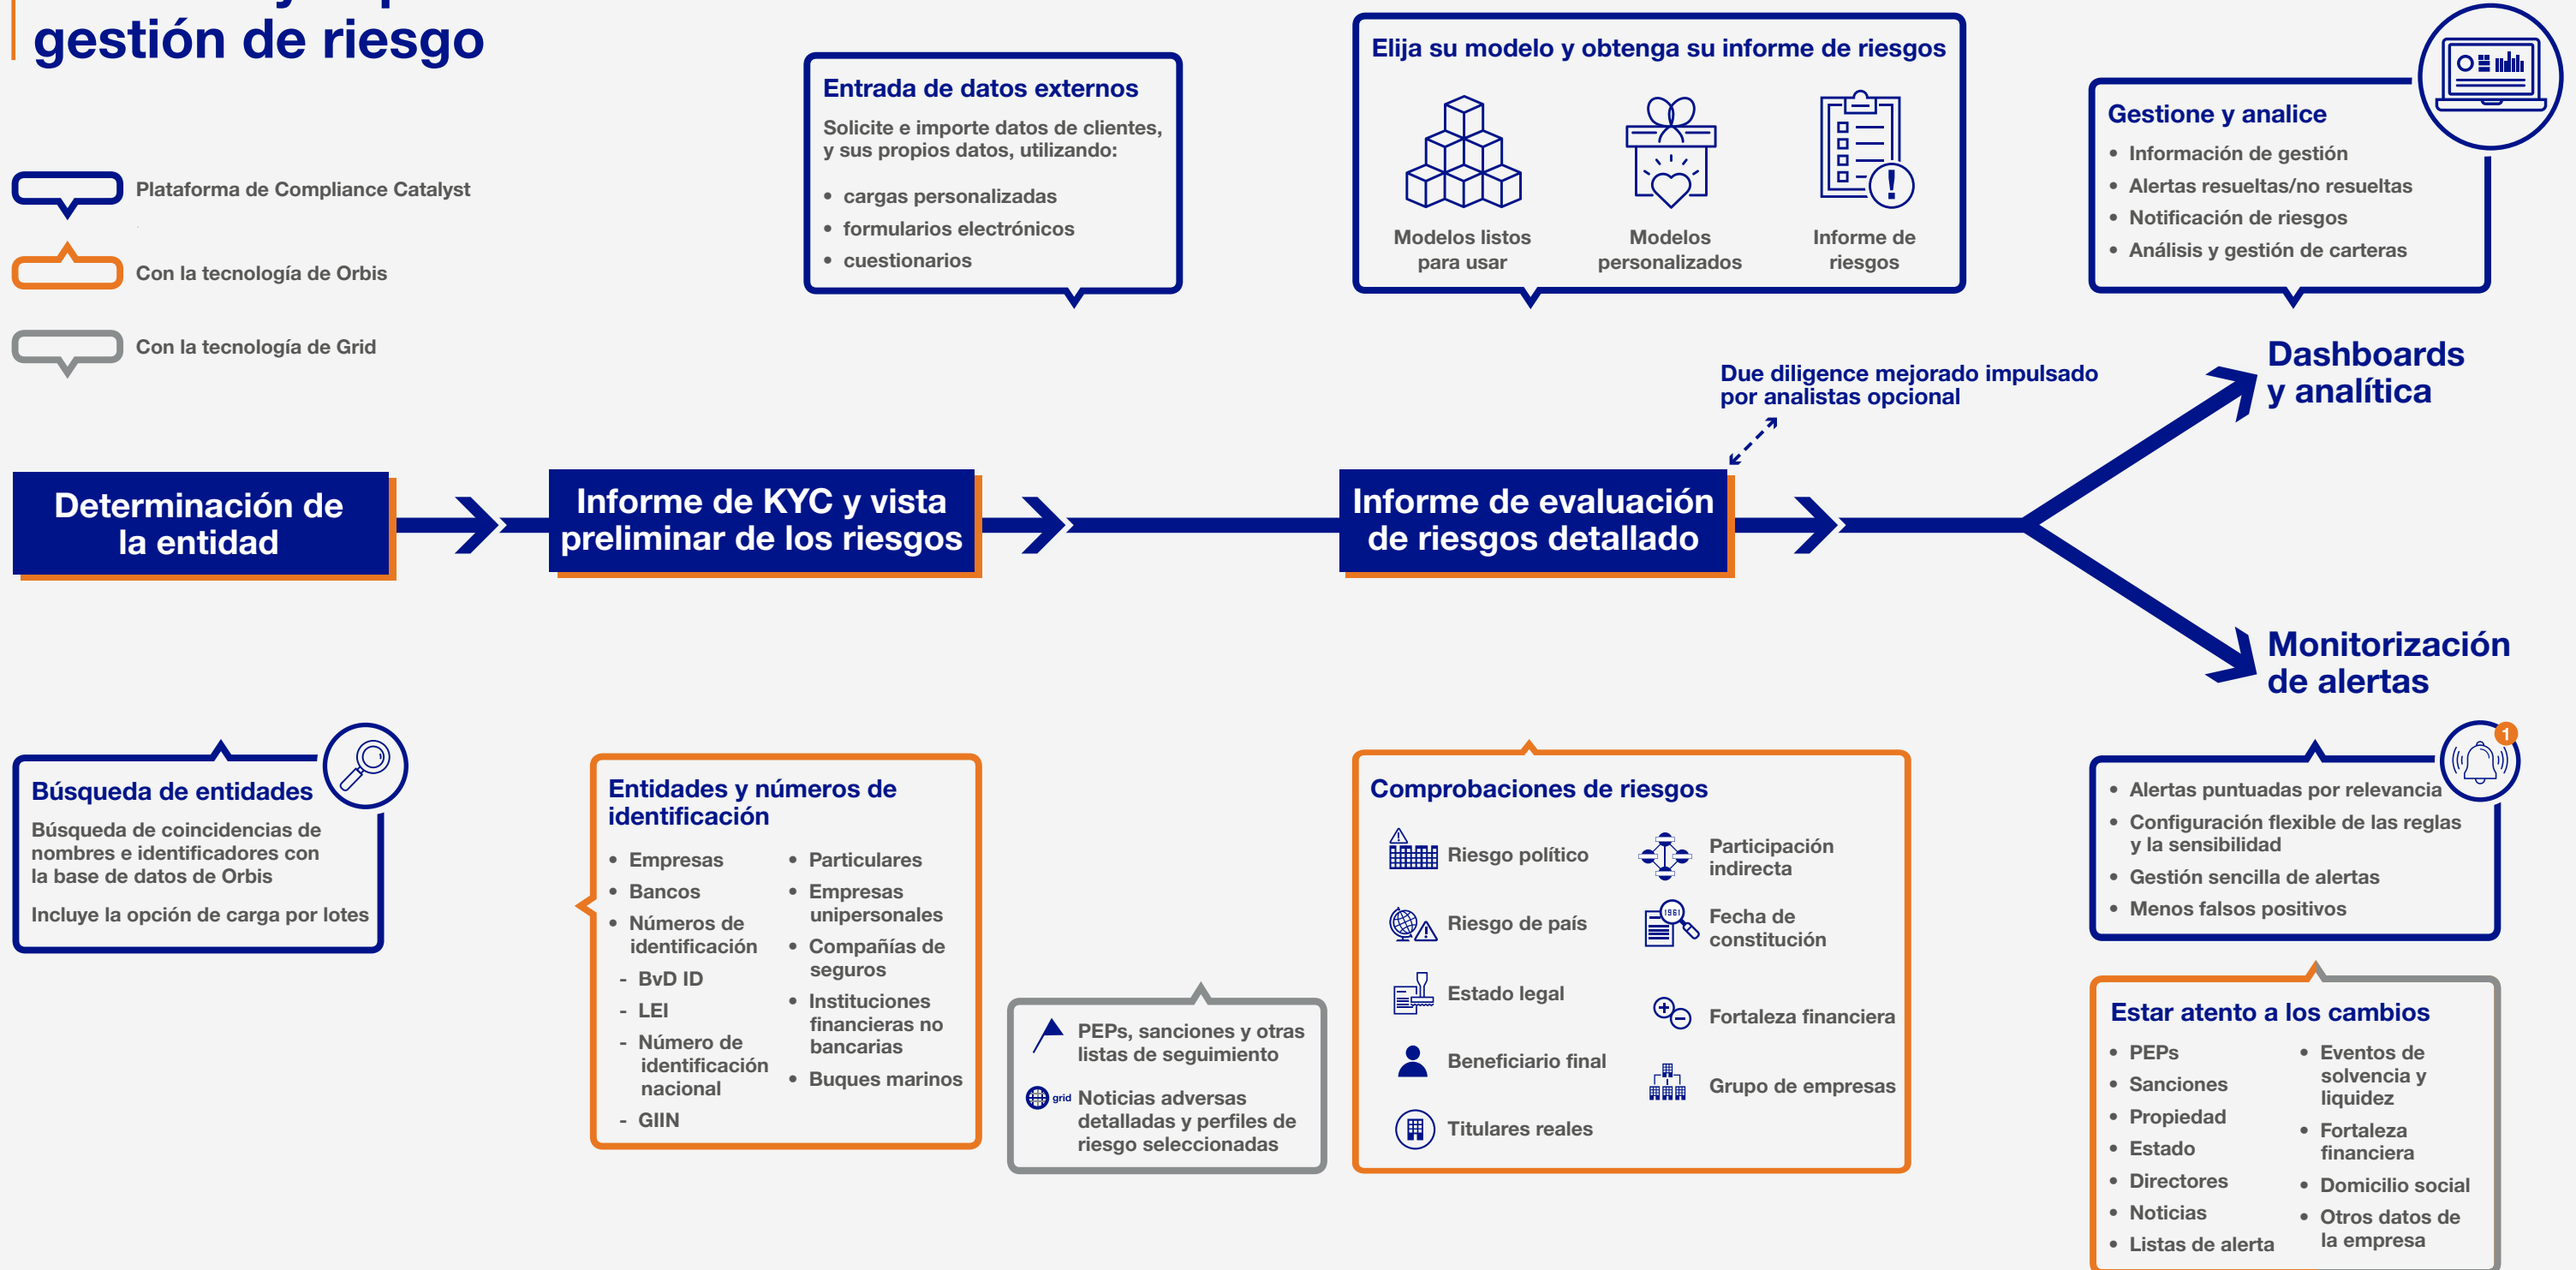 gestión de riesgo
Plataforma de Compliance Catalyst
Con la tecnología de Orbis
Con la tecnología de Grid
Entrada de datos externos
Solicite e importe datos de clientes,
y sus propios datos, utilizando:
• cargas personalizadas
• formularios electrónicos
• cuestionarios
Elija su modelo y obtenga su informe de riesgos
Modelos listos
para usar
Modelos
personalizados
Informe de
riesgos
Gestione y analice
• Información de gestión
• Alertas resueltas/no resueltas
• Notificación de riesgos
• Análisis y gestión de carteras
Due diligence mejorado impulsado
por analistas opcional
Dashboards
y analítica
Determinación de
la entidad
Informe de KYC y vista
preliminar de los riesgos
Informe de evaluación
de riesgos detallado
Monitorización
de alertas
Búsqueda de entidades
Búsqueda de coincidencias de
nombres e identificadores con
la base de datos de Orbis
Incluye la opción de carga por lotes
Entidades y números de
identificación
• Empresas
• Bancos
• Números de
identificación
- BvD ID
- LEI
- Número de
identificación
nacional
- GIIN
• Particulares
• Empresas
unipersonales
• Compañías de
seguros
• Instituciones
financieras no
bancarias
• Buques marinos
PEPs, sanciones y otras
listas de seguimiento
grid
Noticias adversas
detalladas y perfiles de
riesgo seleccionadas
Comprobaciones de riesgos
Riesgo político
Riesgo de país
Estado legal
Beneficiario final
Titulares reales
Participación
indirecta
1961
Fecha de
constitución
Fortaleza financiera
Grupo de empresas
1
• Alertas puntuadas por relevancia
• Configuración flexible de las reglas
y la sensibilidad
• Gestión sencilla de alertas
• Menos falsos positivos
Estar atento a los cambios
• PEPs
• Sanciones
• Propiedad
• Estado
• Directores
• Noticias
• Listas de alerta
• Eventos de
solvencia y
liquidez
• Fortaleza
financiera
• Domicilio social
• Otros datos de
la empresa